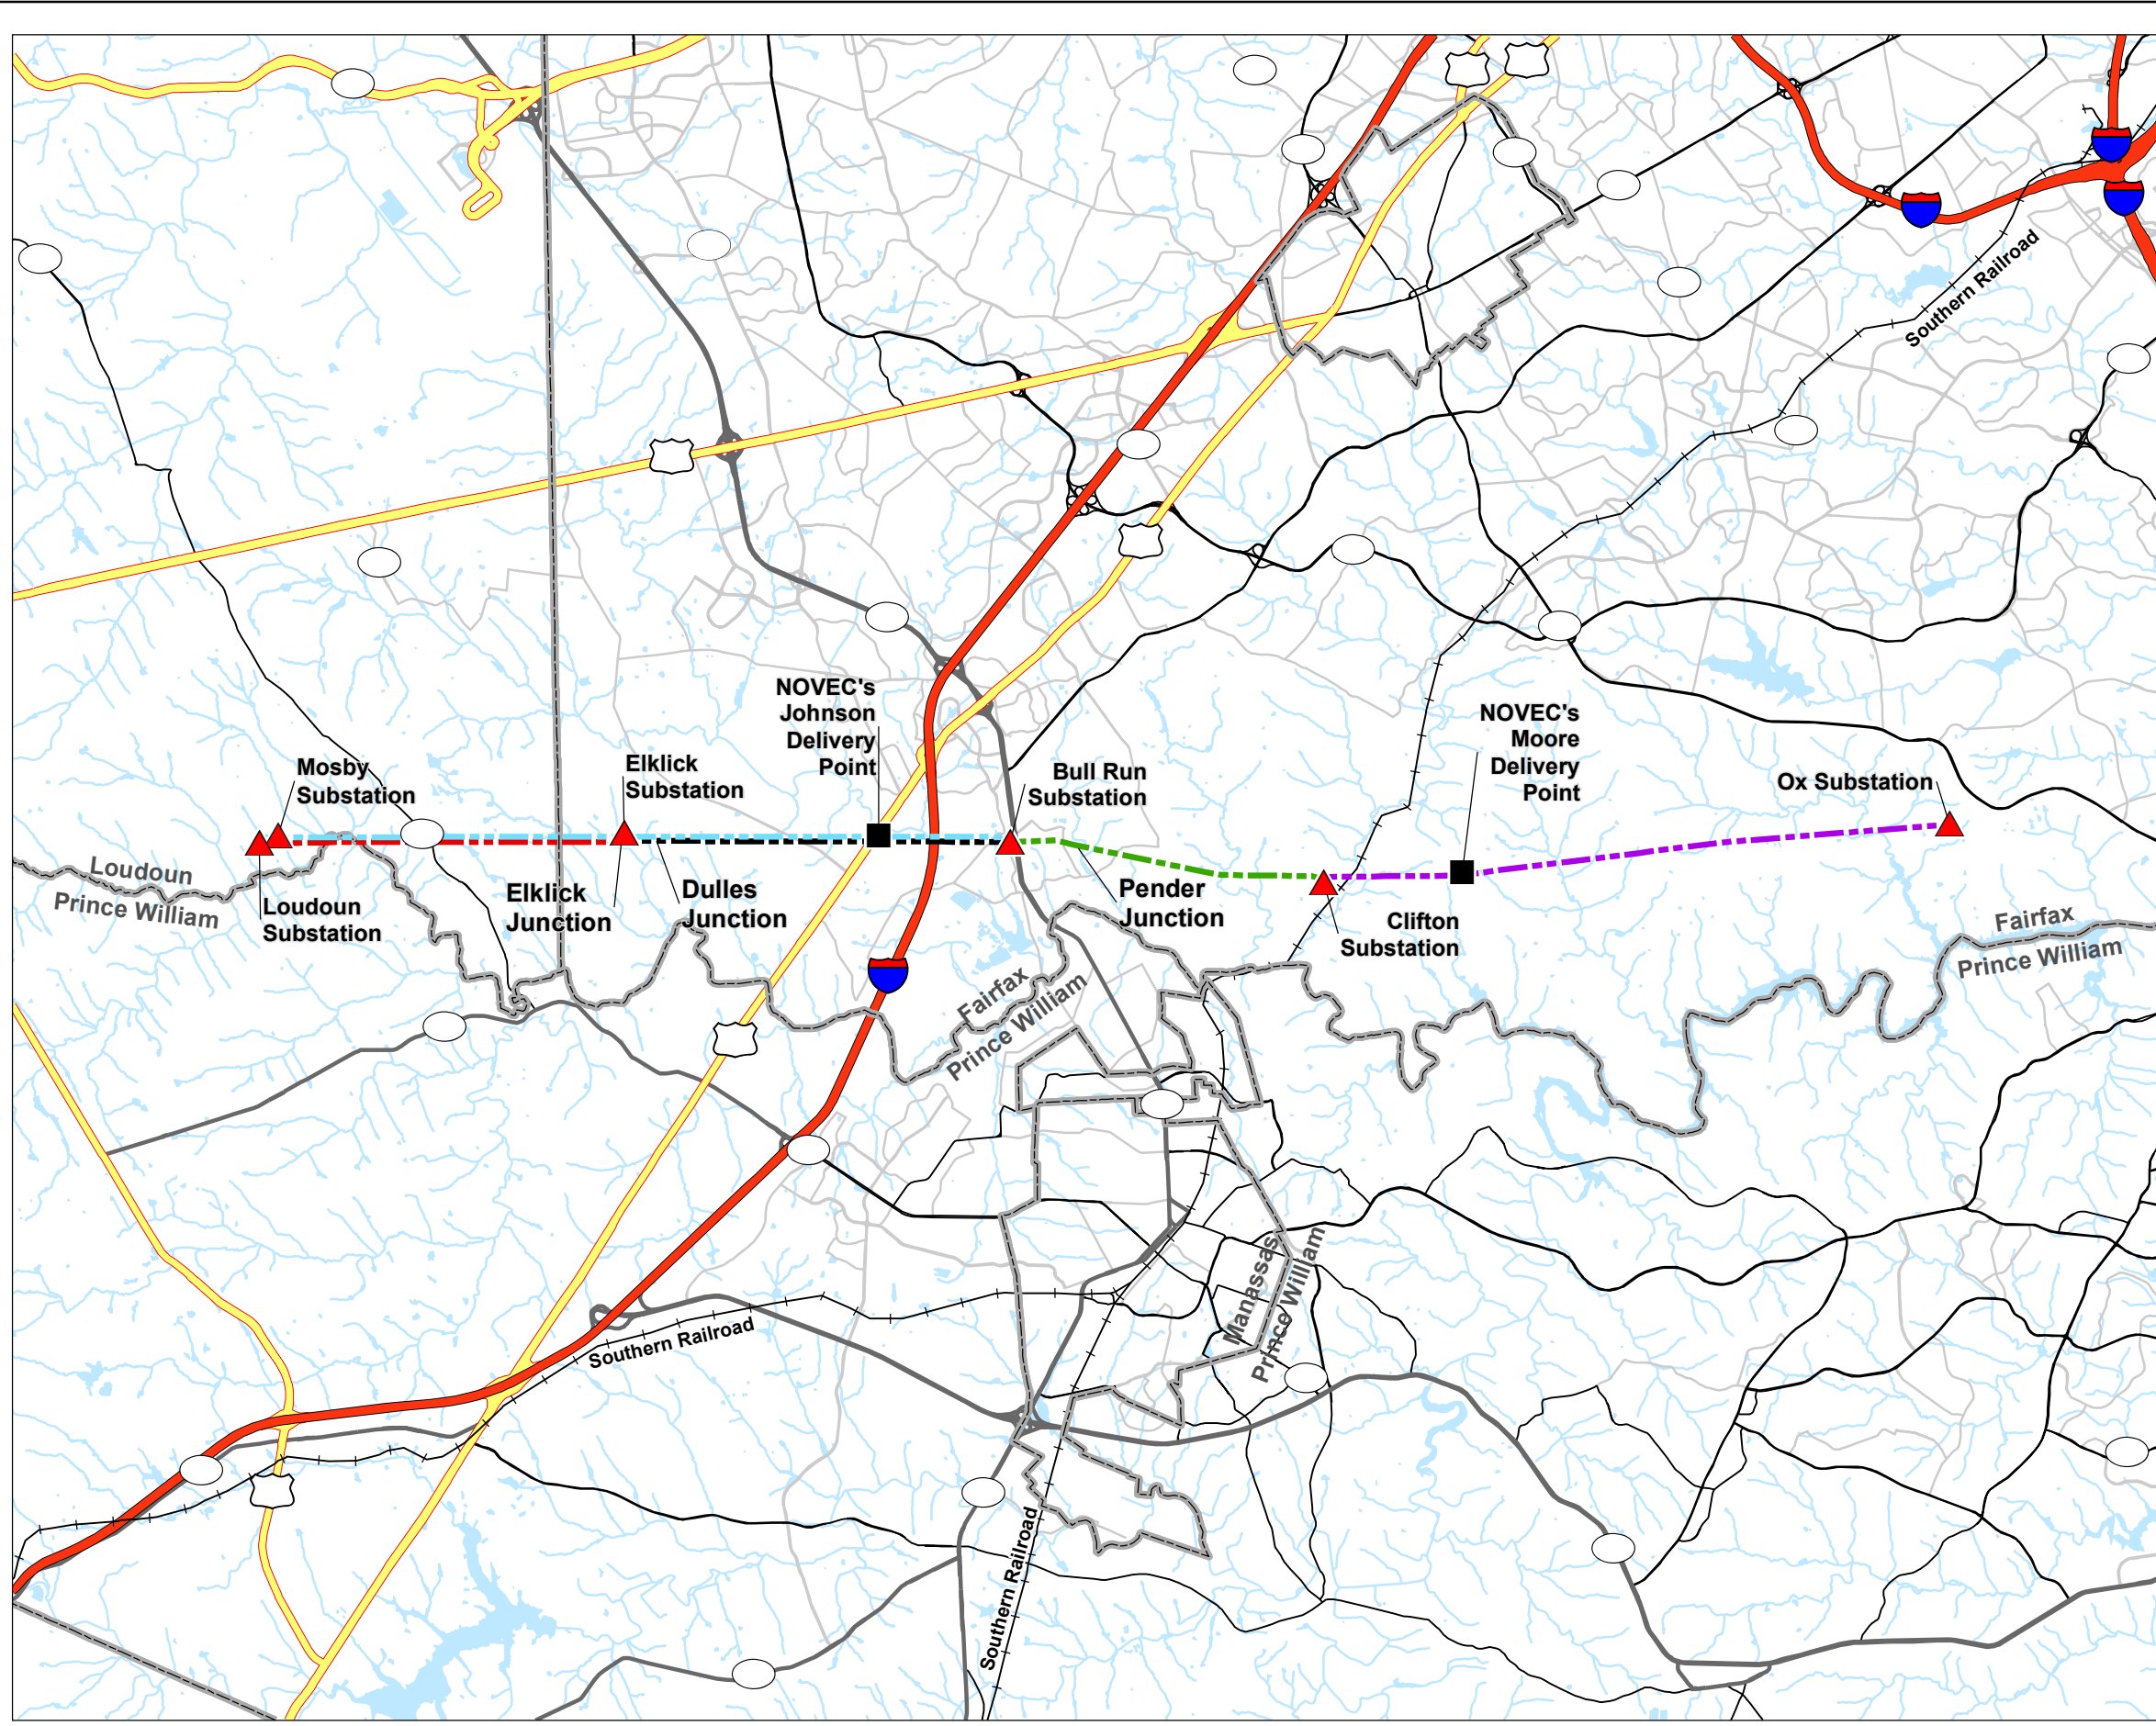 Southern Railroad
NOVEC's
Johnson
Delivery
Point
NOVEC's
Moore
Delivery
Point
Mosby
Substation
Elklick
Substation
Bull Run
Substation
Ox Substation
Loudoun
Prince William
Loudoun
Substation
Elklick
Junction
Dulles
Junction
Pender
Junction
Clifton
Substation
Fairfax
Prince William
Fairfax
Prince William
Manassas
Prince William
Southern Railroad
Southern Railroad